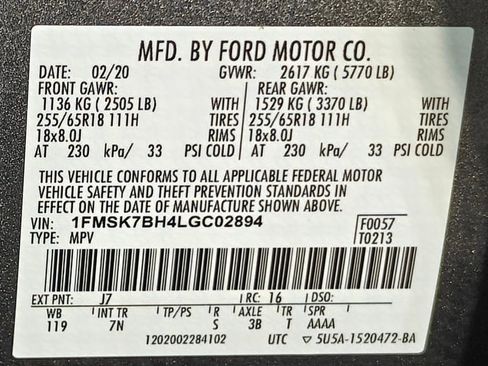 MFD. BY FORD MOTOR CO.
DATE: 02/20 GVWR: 2617 KG ( 5770 LB)
FRONT GAWR: REAR GAWR:
1136 KG ( 2505 LB) WITH 1529 KG ( 3370 LB) WITH
255/65R18 111H TIRES 255/65R18 111H TIRES
18x8.0J RIMS 18x8.0J RIMS
AT 230 kPa/ 33 PSI COLD AT 230 kPa/ 33 PSI COLD
THIS VEHICLE CONFORMS TO ALL APPLICABLE FEDERAL MOTOR
VEHICLE SAFETY AND THEFT PREVENTION STANDARDS IN
EFFECT ON THE DATE OF MANUFACTURE SHOWN ABOVE.
VIN: 1FMSK7BH4LGC02894 F0057
TYPE: MPV T0213
EXT PNT: J7 RC: 16 DSO:
WB INT TR TP/PS R AXLE TR SPR
119 7N S 3B T AAAA
1202002284102 UTC ▽ 5U5A-1520472-BA